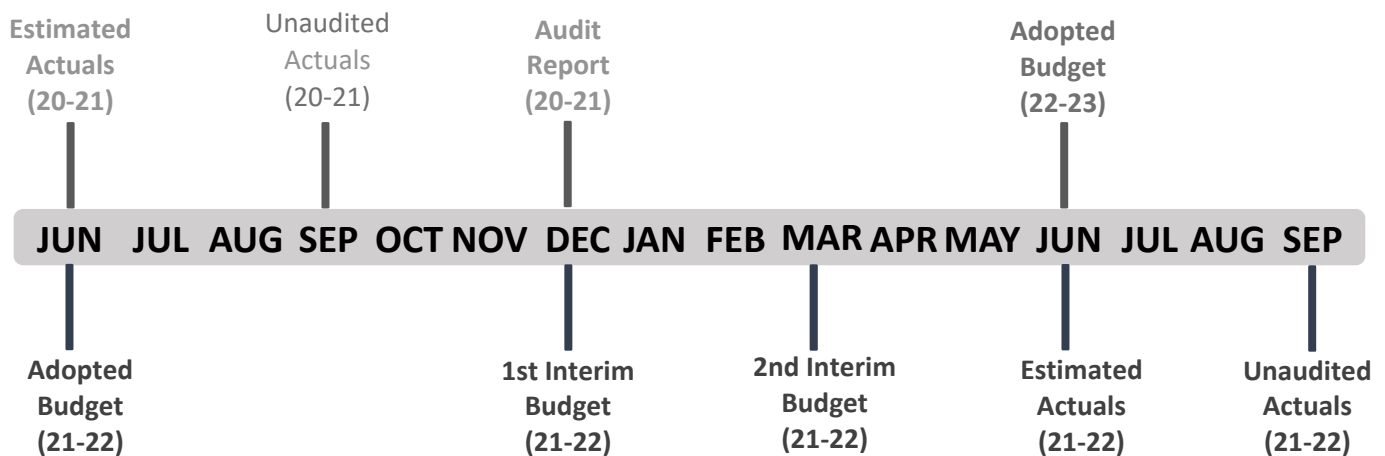 Estimated
Actuals
(20-21)
Unaudited
Actuals
(20-21)
Audit
Report
(20-21)
Adopted
Budget
(22-23)
JUN JUL AUG SEP OCT NOV DEC JAN FEB MAR APR MAY JUN JUL AUG SEP
Adopted
Budget
(21-22)
1st Interim
Budget
(21-22)
2nd Interim
Budget
(21-22)
Estimated
Actuals
(21-22)
Unaudited
Actuals
(21-22)